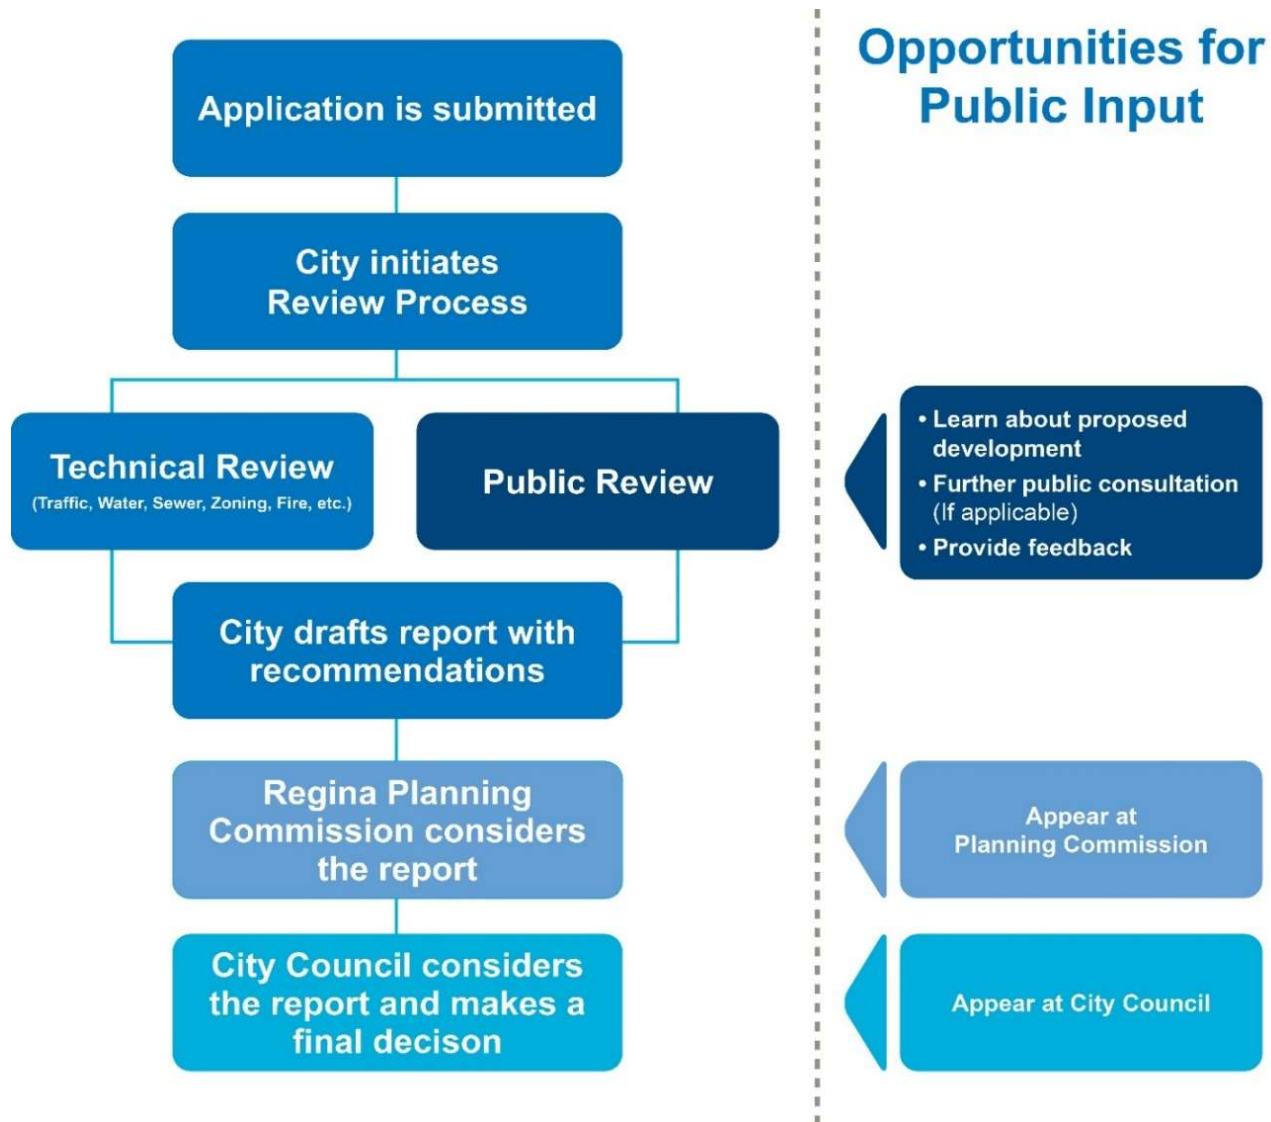 Opportunities for
Public Input
Application is submitted
City initiates
Review Process
Technical Review
(Traffic, Water, Sewer, Zoning, Fire, etc.)
Public Review
• Learn about proposed
development
• Further public consultation
(If applicable)
• Provide feedback
City drafts report with
recommendations
Regina Planning
Commission considers
the report
Appear at
Planning Commission
City Council considers
the report and makes a
final decison
Appear at City Council